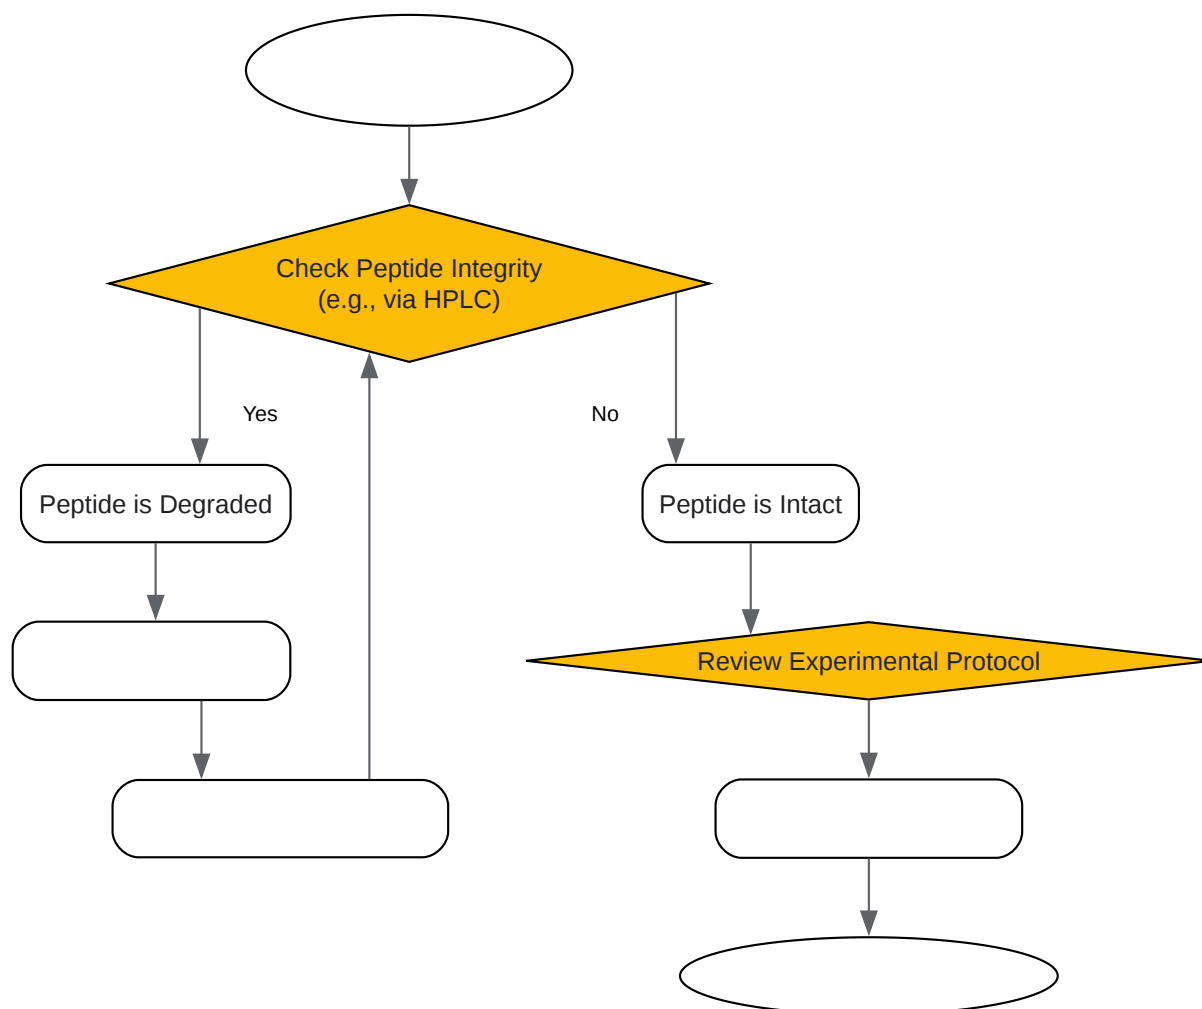 Check Peptide Integrity
(e.g., via HPLC)
Yes
No
Peptide is Degraded
Peptide is Intact
Review Experimental Protocol